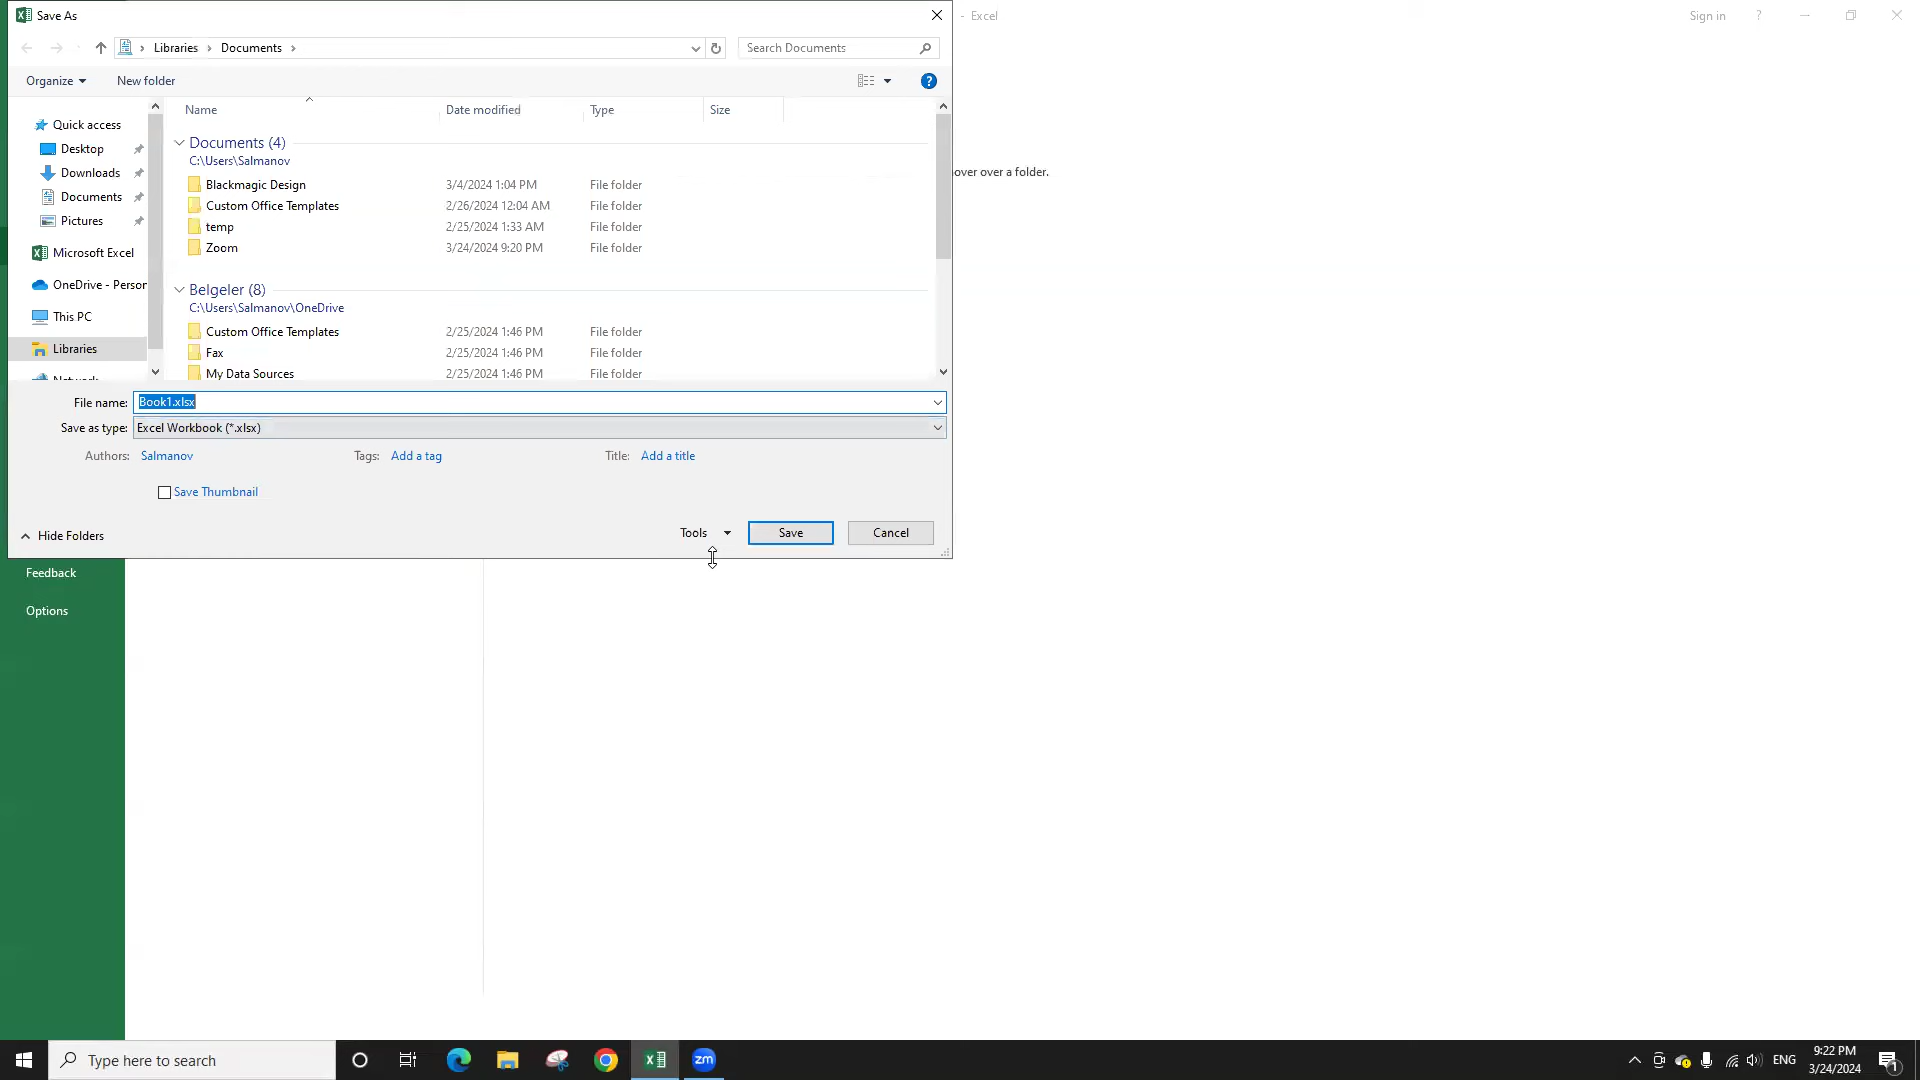 Save As
- Excel
Sign in
?
Libraries > Documents >
Search Documents
Organize
New folder
?
Name
Date modified
Type
Size
Quick access
Desktop
Downloads
Documents
Pictures
Microsoft Excel
OneDrive - Person
This PC
Libraries
Network
Documents (4)
C:\Users\Salmanov
Blackmagic Design 3/4/2024 1:04 PM File folder
Custom Office Templates 2/26/2024 12:04 AM File folder
temp 2/25/2024 1:33 AM File folder
Zoom 3/24/2024 9:20 PM File folder
Belgeler (8)
C:\Users\Salmanov\OneDrive
Custom Office Templates 2/25/2024 1:46 PM File folder
Fax 2/25/2024 1:46 PM File folder
My Data Sources 2/25/2024 1:46 PM File folder
over over a folder.
File name: Book1.xlsx
Save as type: Excel Workbook (*.xlsx)
Authors: Salmanov
Tags: Add a tag
Title: Add a title
Save Thumbnail
Hide Folders
Tools
Save
Cancel
Feedback
Options
Type here to search
zm
ENG
9:22 PM
3/24/2024
1